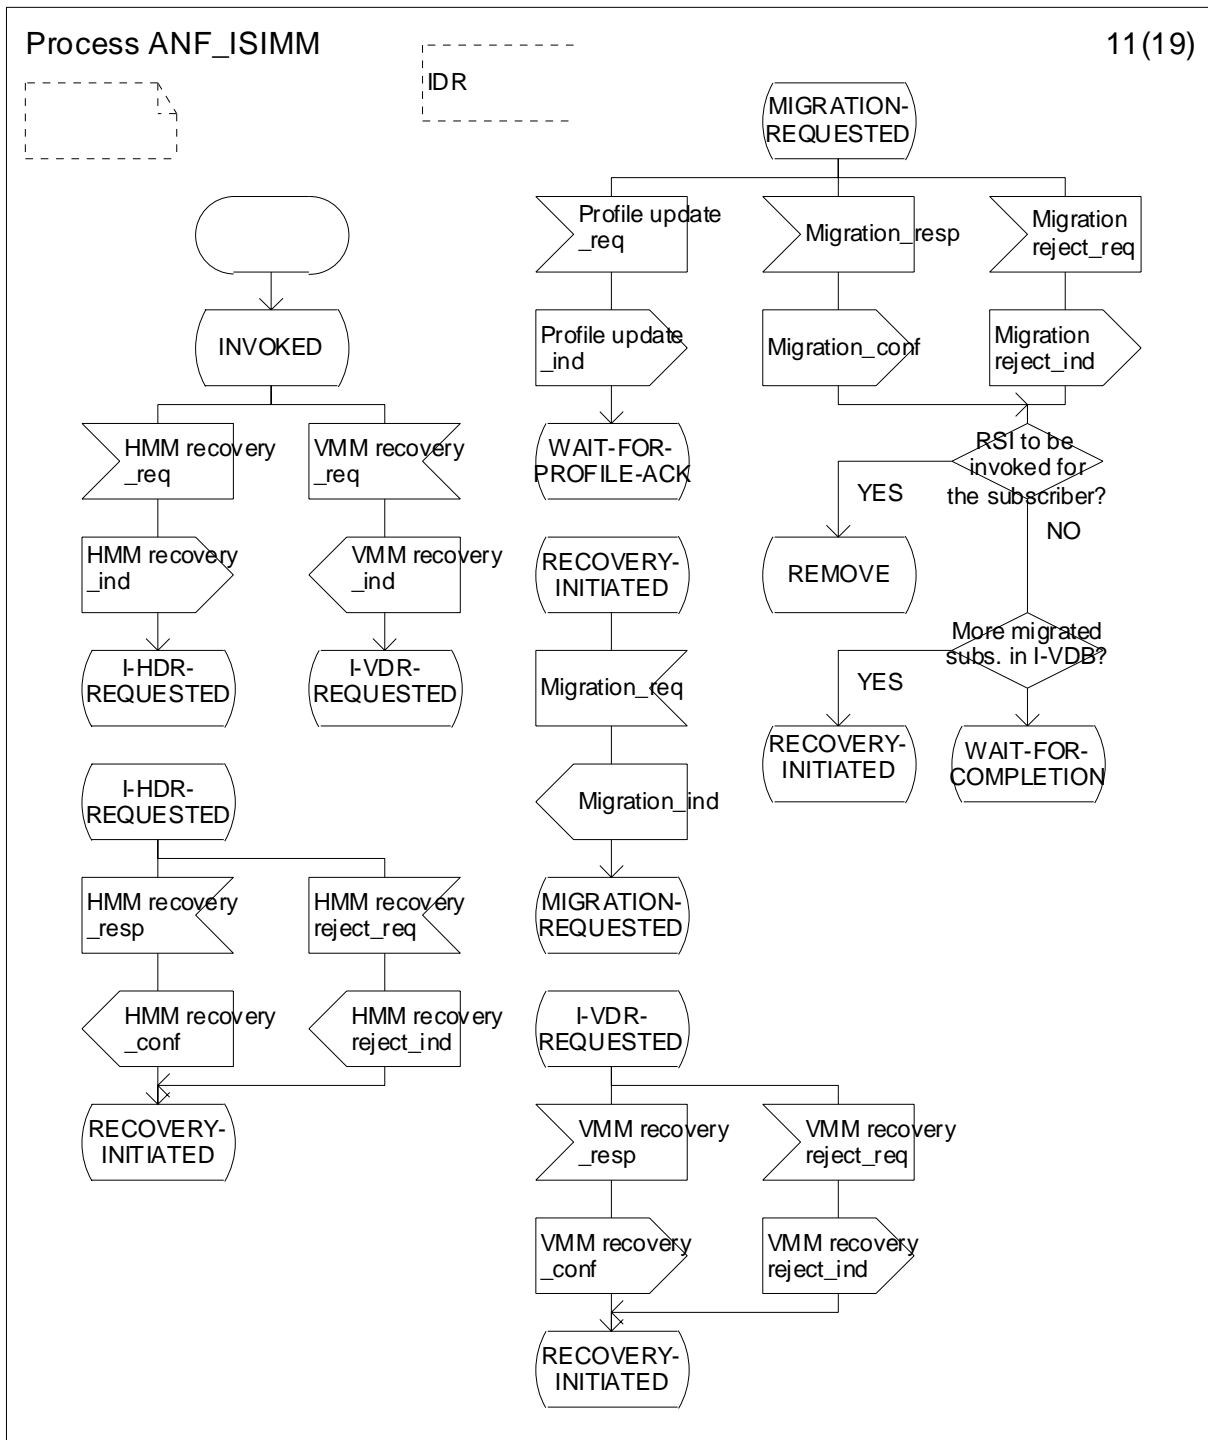 Process ANF_ISIMM
11(19)
IDR
INVOKED
HMM recovery
_req
VMM recovery
_req
HMM recovery
_ind
VMM recovery
_ind
I-HDR-
REQUESTED
I-VDR-
REQUESTED
I-HDR-
REQUESTED
HMM recovery
_resp
HMM recovery
reject_req
HMM recovery
_conf
HMM recovery
reject_ind
RECOVERY-
INITIATED
Profile update
_req
Profile update
_ind
WAIT-FOR-
PROFILE-ACK
RECOVERY-
INITIATED
Migration_req
Migration_ind
MIGRATION-
REQUESTED
I-VDR-
REQUESTED
VMM recovery
_resp
VMM recovery
reject_req
VMM recovery
_conf
VMM recovery
reject_ind
RECOVERY-
INITIATED
MIGRATION-
REQUESTED
Migration_resp
Migration
reject_req
Migration_conf
Migration
reject_ind
RSI to be
invoked for
the subscriber?
YES
NO
REMOVE
More migrated
subs. in I-VDB?
YES
RECOVERY-
INITIATED
WAIT-FOR-
COMPLETION